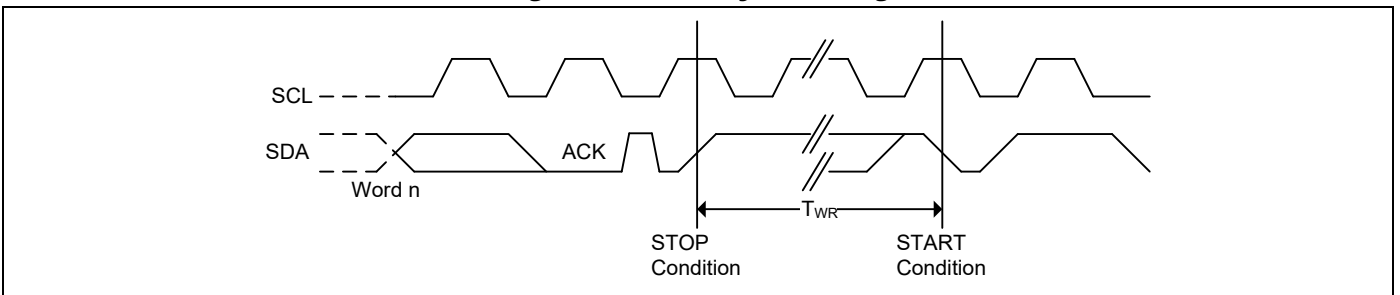 SCL
SDA
ACK
Word n
TWR
STOP
Condition
START
Condition